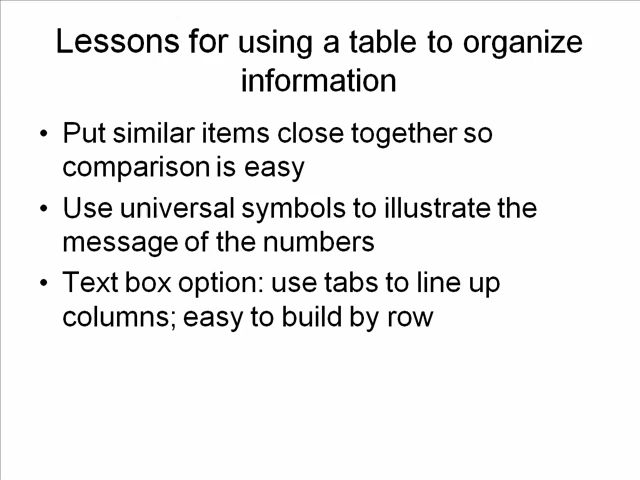 Lessons for using a table to organize
information
• Put similar items close together so
comparison is easy
• Use universal symbols to illustrate the
message of the numbers
• Text box option: use tabs to line up
columns; easy to build by row